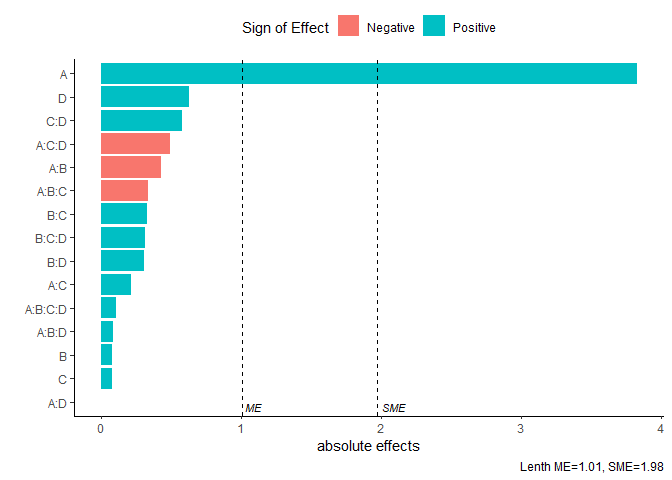 Sign of Effect Negative Positive
A
D
C:D
A:C:D
A:B
A:B:C
B:C
B:C:D
B:D
A:C
A:B:C:D
A:B:D
B
C
A:D
ME SME
0 1 2 3 4
absolute effects
Lenth ME=1.01, SME=1.98